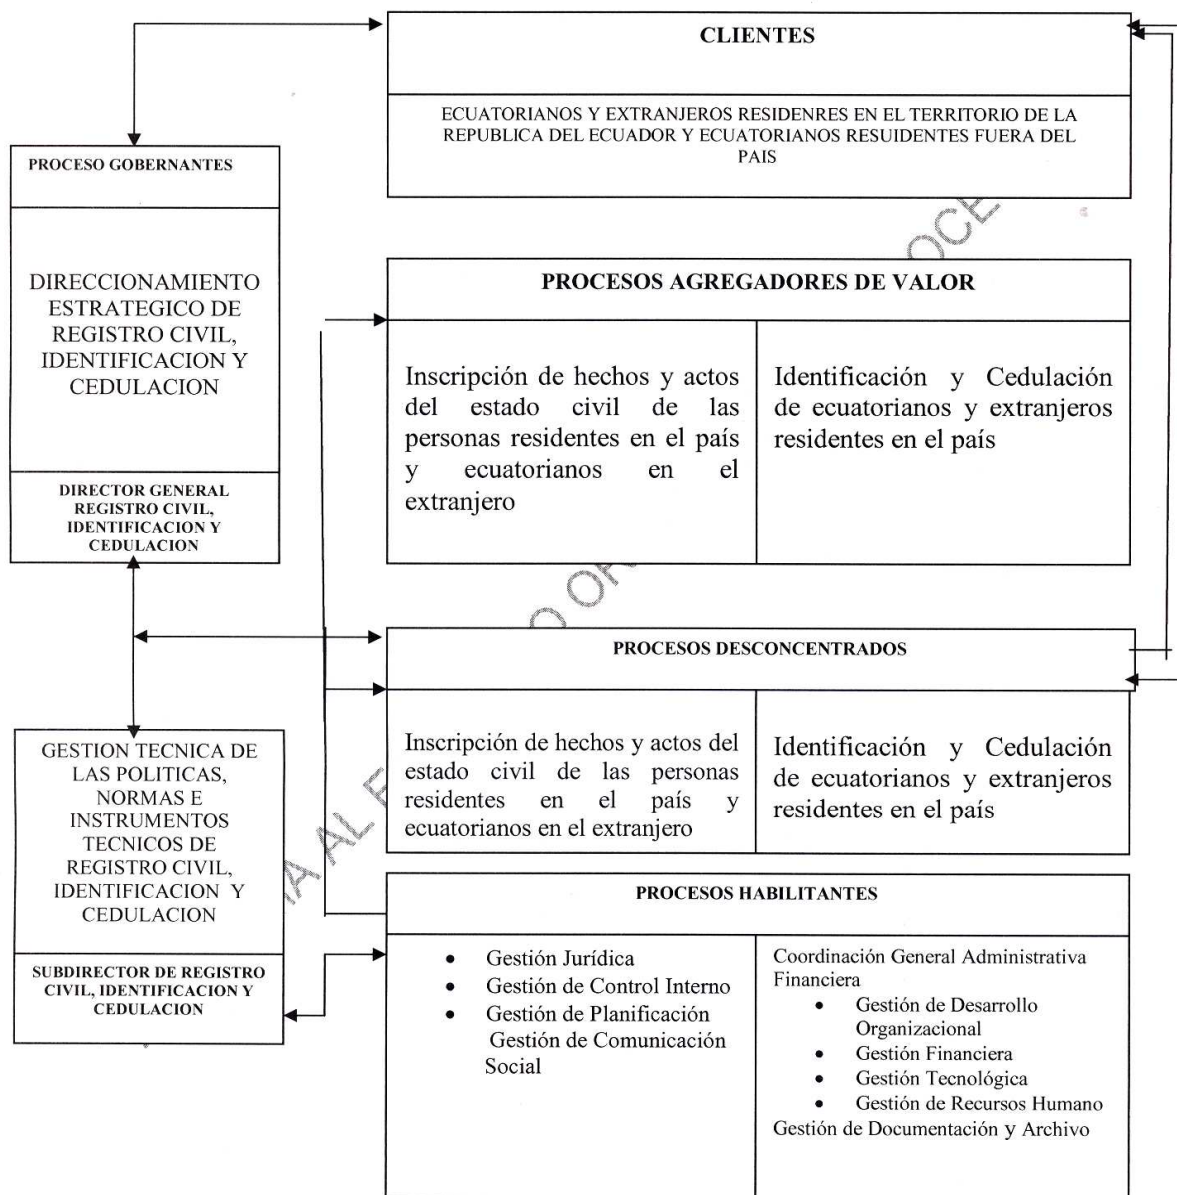 CLIENTES
ECUATORIANOS Y EXTRANJEROS RESIDENRES EN EL TERRITORIO DE LA
REPUBLICA DEL ECUADOR Y ECUATORIANOS RESUIDENTES FUERA DEL
PAIS
PROCESO GOBERNANTES
DIRECCIONAMIENTO
ESTRATEGICO DE
REGISTRO CIVIL,
IDENTIFICACION Y
CEDULACION
DIRECTOR GENERAL
REGISTRO CIVIL,
IDENTIFICACION Y
CEDULACION
PROCESOS AGREGADORES DE VALOR
Inscripción de hechos y actos
del estado civil de las
personas residentes en el país
y ecuatorianos en el
extranjero
Identificación y Cedulación
de ecuatorianos y extranjeros
residentes en el país
PROCESOS DESCONCENTRADOS
Inscripción de hechos y actos del
estado civil de las personas
residentes en el país y
ecuatorianos en el extranjero
Identificación y Cedulación
de ecuatorianos y extranjeros
residentes en el país
GESTION TECNICA DE
LAS POLITICAS,
NORMAS E
INSTRUMENTOS
TECNICOS DE
REGISTRO CIVIL,
IDENTIFICACION Y
CEDULACION
SUBDIRECTOR DE REGISTRO
CIVIL, IDENTIFICACION Y
CEDULACION
PROCESOS HABILITANTES
• Gestión Jurídica
• Gestión de Control Interno
• Gestión de Planificación
Gestión de Comunicación
Social
Coordinación General Administrativa
Financiera
• Gestión de Desarrollo
Organizacional
• Gestión Financiera
• Gestión Tecnológica
• Gestión de Recursos Humano
Gestión de Documentación y Archivo